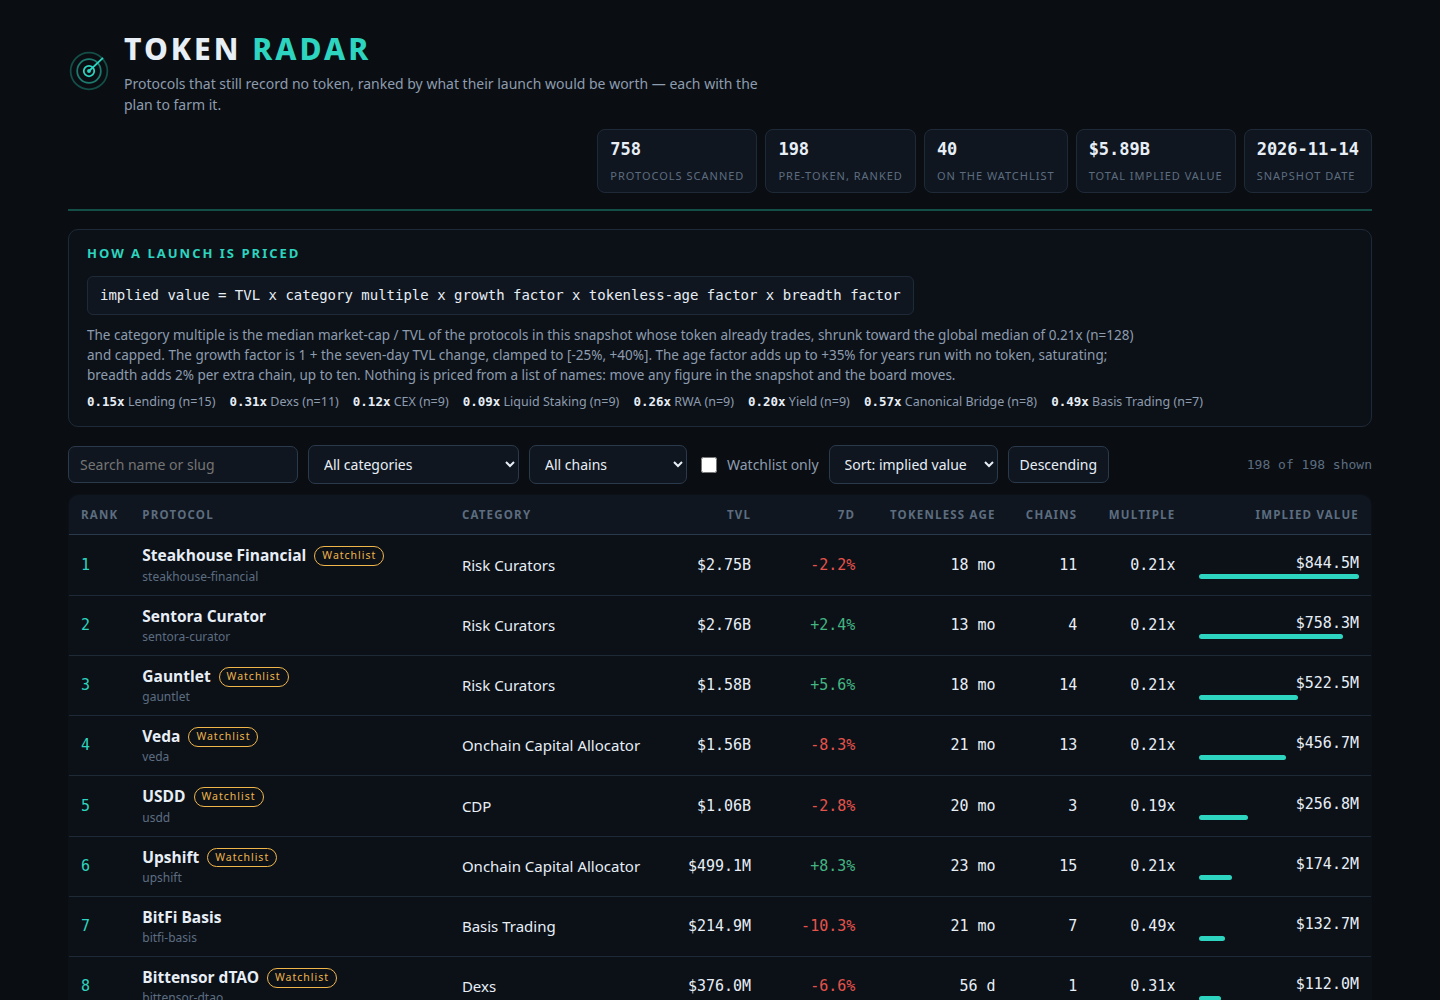 TOKEN RADAR
Protocols that still record no token, ranked by what their launch would be worth — each with the
plan to farm it.
758 198 40 $5.89B 2026-11-14
PROTOCOLS SCANNED PRE-TOKEN, RANKED ON THE WATCHLIST TOTAL IMPLIED VALUE SNAPSHOT DATE
HOW A LAUNCH IS PRICED
implied value = TVL x category multiple x growth factor x tokenless-age factor x breadth factor
The category multiple is the median market-cap / TVL of the protocols in this snapshot whose token already trades, shrunk toward the global median of 0.21x (n=128)
and capped. The growth factor is 1 + the seven-day TVL change, clamped to [-25%, +40%]. The age factor adds up to +35% for years run with no token, saturating;
breadth adds 2% per extra chain, up to ten. Nothing is priced from a list of names: move any figure in the snapshot and the board moves.
0.15x Lending (n=15) 0.31x Dexs (n=11) 0.12x CEX (n=9) 0.09x Liquid Staking (n=9) 0.26x RWA (n=9) 0.20x Yield (n=9) 0.57x Canonical Bridge (n=8) 0.49x Basis Trading (n=7)
Search name or slug All categories All chains Watchlist only Sort: implied value Descending 198 of 198 shown
RANK PROTOCOL CATEGORY TVL 7D TOKENLESS AGE CHAINS MULTIPLE IMPLIED VALUE
1 Steakhouse Financial Watchlist Risk Curators $2.75B -2.2% 18 mo 11 0.21x $844.5M
steakhouse-financial
2 Sentora Curator Risk Curators $2.76B +2.4% 13 mo 4 0.21x $758.3M
sentora-curator
3 Gauntlet Watchlist Risk Curators $1.58B +5.6% 18 mo 14 0.21x $522.5M
gauntlet
4 Veda Watchlist Onchain Capital Allocator $1.56B -8.3% 21 mo 13 0.21x $456.7M
veda
5 USDD Watchlist CDP $1.06B -2.8% 20 mo 3 0.19x $256.8M
usdd
6 Upshift Watchlist Onchain Capital Allocator $499.1M +8.3% 23 mo 15 0.21x $174.2M
upshift
7 BitFi Basis Basis Trading $214.9M -10.3% 21 mo 7 0.49x $132.7M
bitfi-basis
8 Bittensor dTAO Watchlist Dexs $376.0M -6.6% 56 d 1 0.31x $112.0M
bittensor-dtao